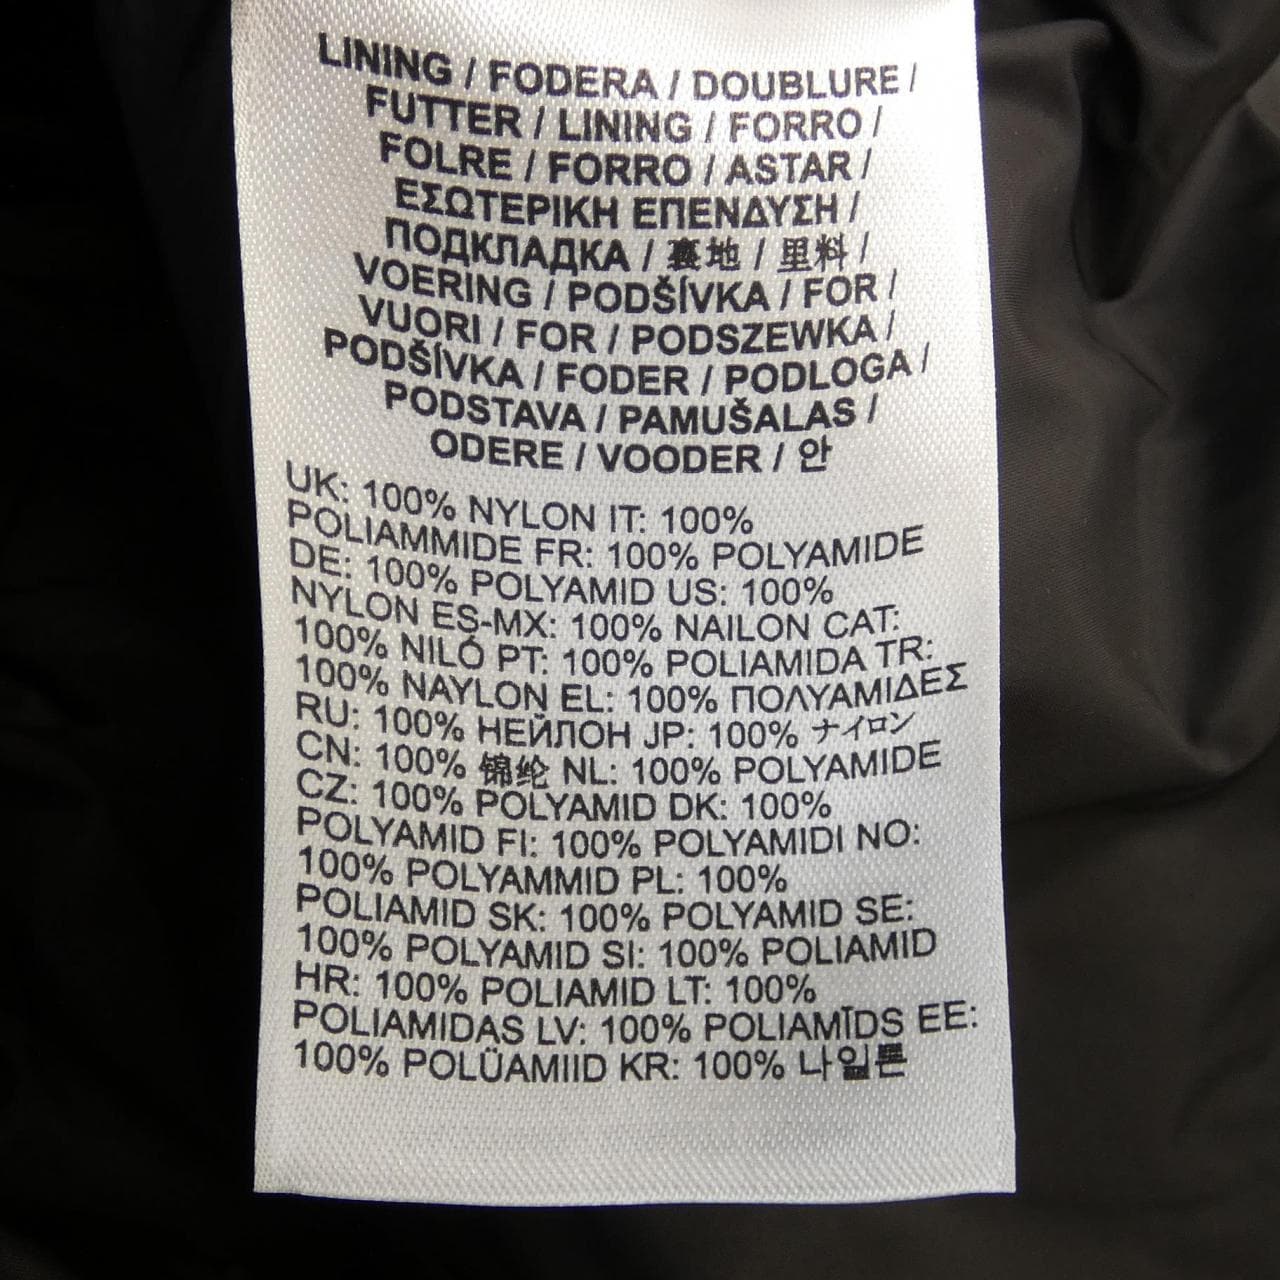 LINING / FODERA / DOUBLURE /
FUTTER / LINING / FORRO /
FOLRE / FORRO / ASTAR /
ΕΣΩΤΕΡΙΚΗ ΕΠΕΝΔΥΣΗ /
ПОДКЛАДКА / 裏地 / 里料 /
VOERING / PODŠÍVKA / FOR /
VUORI / FOR / PODSZEWKA /
PODŠÍVKA / FODER / PODLOGA /
PODSTAVA / PAMUŠALAS /
ODERE / VOODER / 안
UK: 100% NYLON IT: 100%
POLIAMMIDE FR: 100% POLYAMIDE
DE: 100% POLYAMID US: 100%
NYLON ES-MX: 100% NAILON CAT:
100% NILÓ PT: 100% POLIAMIDA TR:
100% NAYLON EL: 100% ΠΟΛΥΑΜΙΔΕΣ
RU: 100% НЕЙЛОН JP: 100% ナイロン
CN: 100% 锦纶 NL: 100% POLYAMIDE
CZ: 100% POLYAMID DK: 100%
POLYAMID FI: 100% POLYAMIDI NO:
100% POLYAMMID PL: 100%
POLIAMID SK: 100% POLYAMID SE:
100% POLYAMID SI: 100% POLIAMID
HR: 100% POLIAMID LT: 100%
POLIAMIDAS LV: 100% POLIAMĪDS EE:
100% POLÜAMIID KR: 100% 나일론